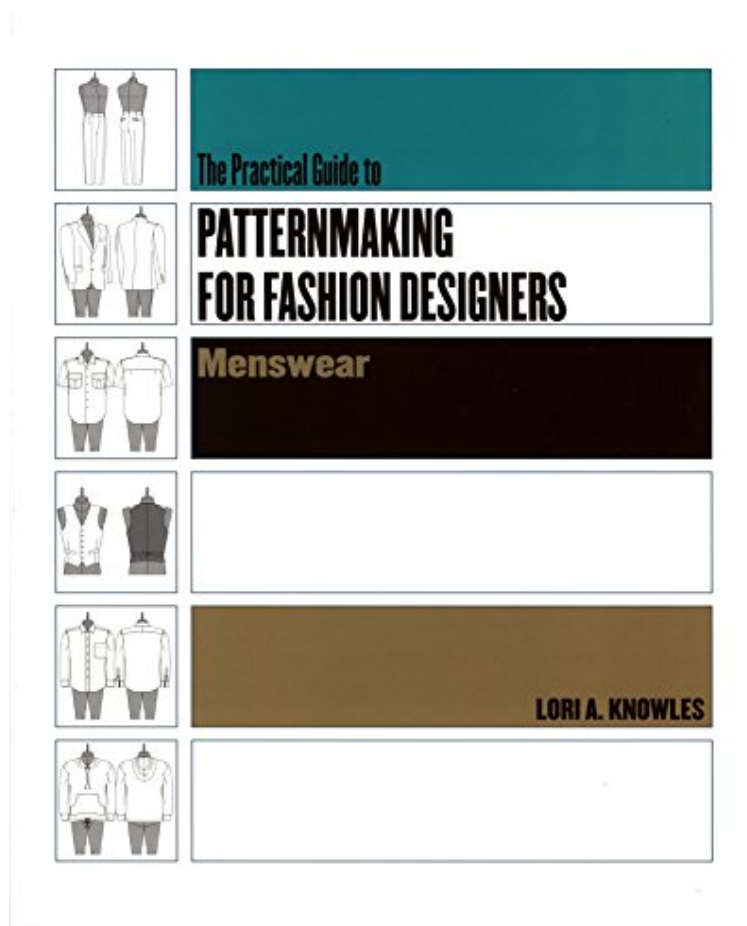 The Practical Guide to
PATTERNMAKING
FOR FASHION DESIGNERS
Menswear
LORI A. KNOWLES